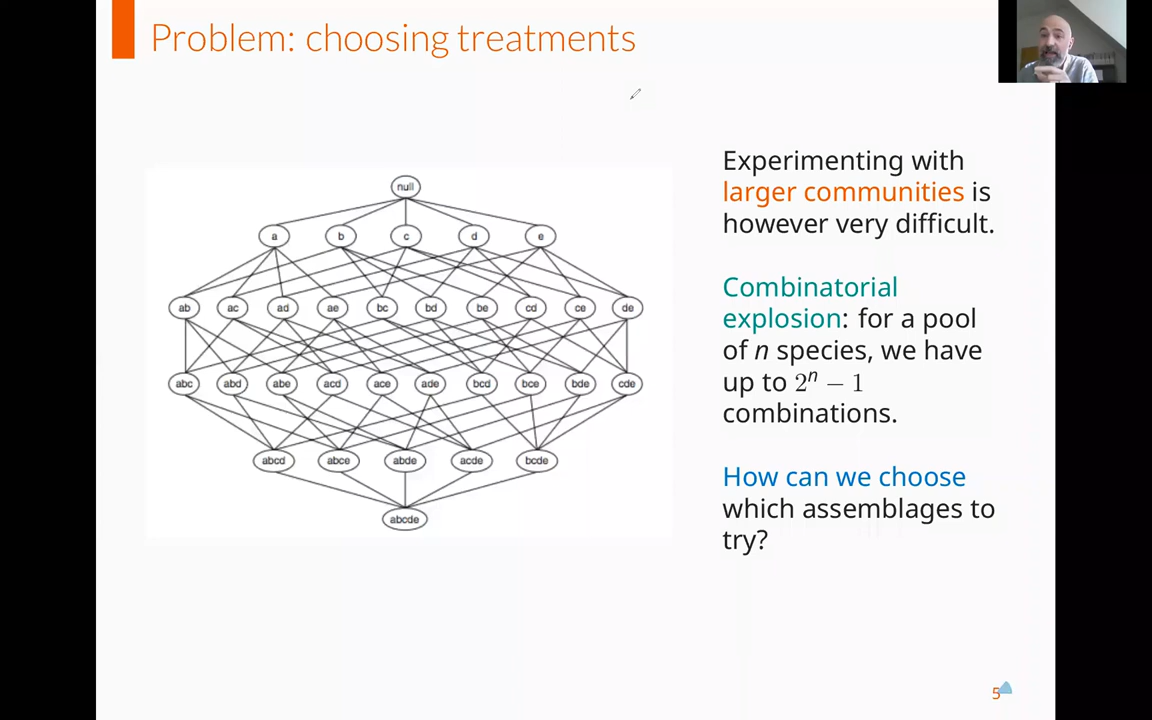 Problem: choosing treatments
null
a b c d e
ab ac ad ae bc bd be cd ce de
abc abd abe acd ace ade bcd bce bde cde
abcd abce abde acde bcde
abcde
Experimenting with
larger communities is
however very difficult.
Combinatorial
explosion: for a pool
of n species, we have
up to 2ⁿ − 1
combinations.
How can we choose
which assemblages to
try?
5